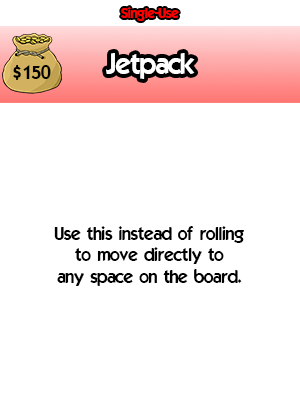 Single-Use
$150
Jetpack
Use this instead of rolling
to move directly to
any space on the board.